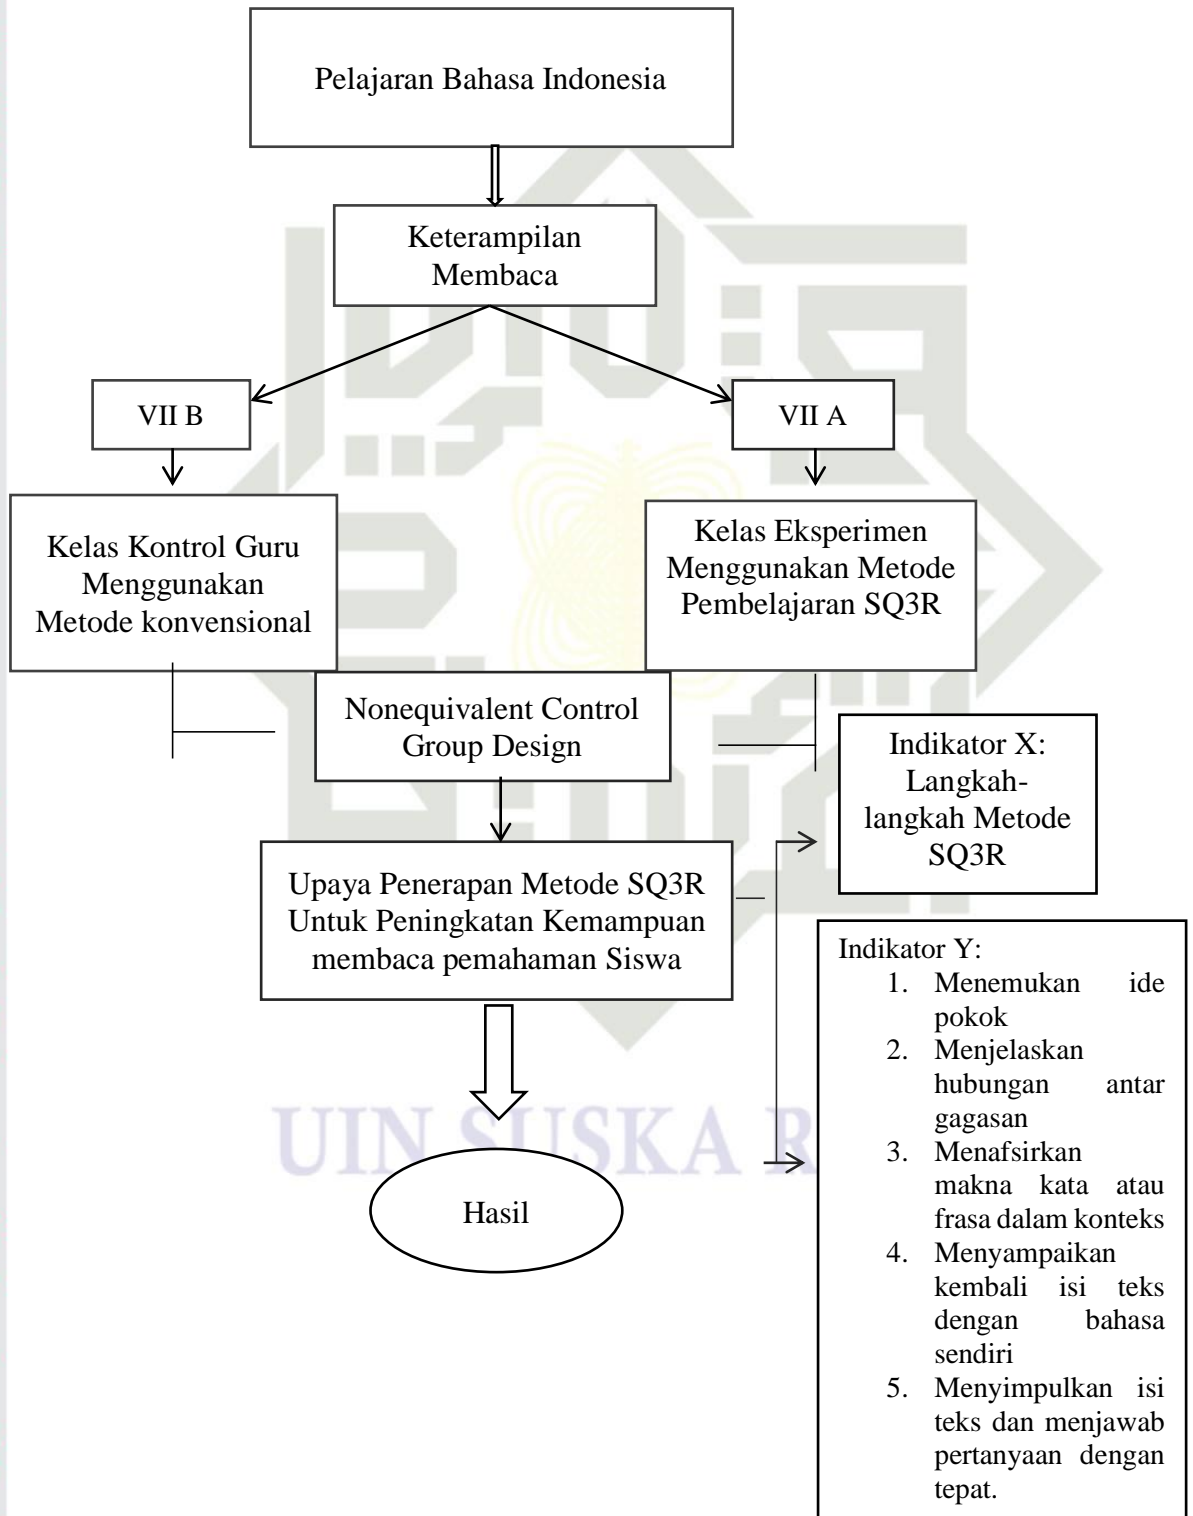 Pelajaran Bahasa Indonesia
Keterampilan
Membaca
VII B
VII A
Kelas Kontrol Guru
Menggunakan
Metode konvensional
Kelas Eksperimen
Menggunakan Metode
Pembelajaran SQ3R
Nonequivalent Control
Group Design
Indikator X:
Langkah-
langkah Metode
SQ3R
Upaya Penerapan Metode SQ3R
Untuk Peningkatan Kemampuan
membaca pemahaman Siswa
Indikator Y:
1. Menemukan ide
pokok
2. Menjelaskan
hubungan antar
gagasan
3. Menafsirkan
makna kata atau
frasa dalam konteks
4. Menyampaikan
kembali isi teks
dengan bahasa
sendiri
5. Menyimpulkan isi
teks dan menjawab
pertanyaan dengan
tepat.
UIN SUSKA R
Hasil